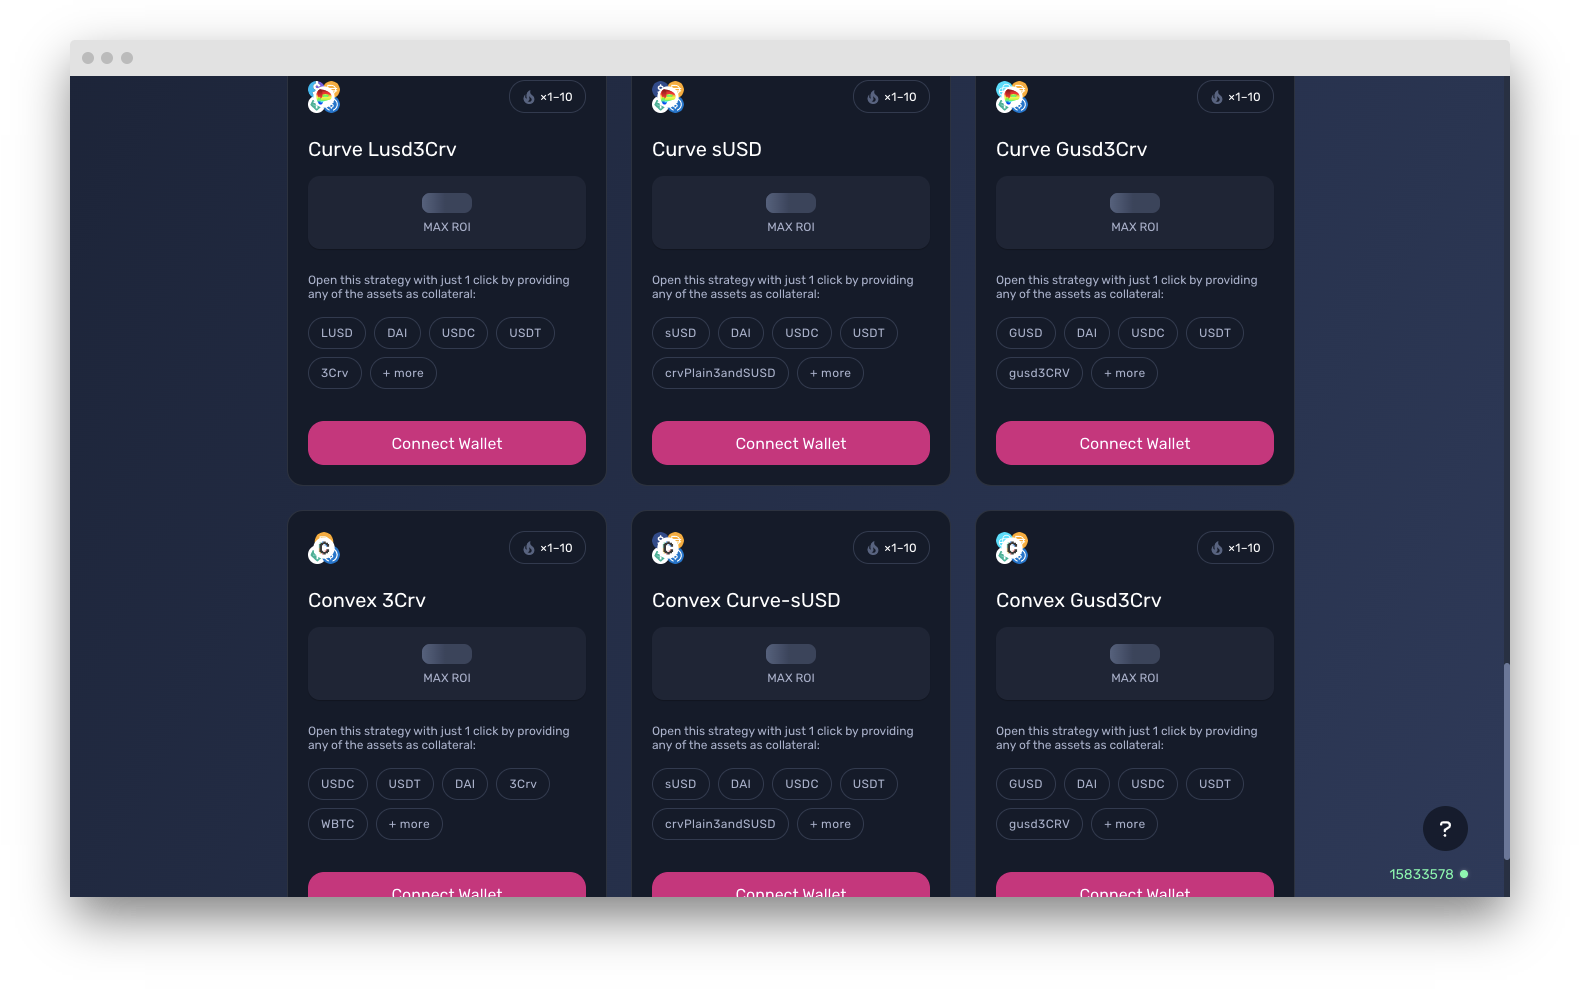 ×1–10 ×1–10 ×1–10
Curve Lusd3Crv Curve sUSD Curve Gusd3Crv
MAX ROI MAX ROI MAX ROI
Open this strategy with just 1 click by providing Open this strategy with just 1 click by providing Open this strategy with just 1 click by providing
any of the assets as collateral: any of the assets as collateral: any of the assets as collateral:
LUSD DAI USDC USDT sUSD DAI USDC USDT GUSD DAI USDC USDT
3Crv + more crvPlain3andSUSD + more gusd3CRV + more
Connect Wallet Connect Wallet Connect Wallet
C ×1–10 C ×1–10 C ×1–10
Convex 3Crv Convex Curve-sUSD Convex Gusd3Crv
MAX ROI MAX ROI MAX ROI
Open this strategy with just 1 click by providing Open this strategy with just 1 click by providing Open this strategy with just 1 click by providing
any of the assets as collateral: any of the assets as collateral: any of the assets as collateral:
USDC USDT DAI 3Crv sUSD DAI USDC USDT GUSD DAI USDC USDT
WBTC + more crvPlain3andSUSD + more gusd3CRV + more
?
15833578
Connect Wallet Connect Wallet Connect Wallet